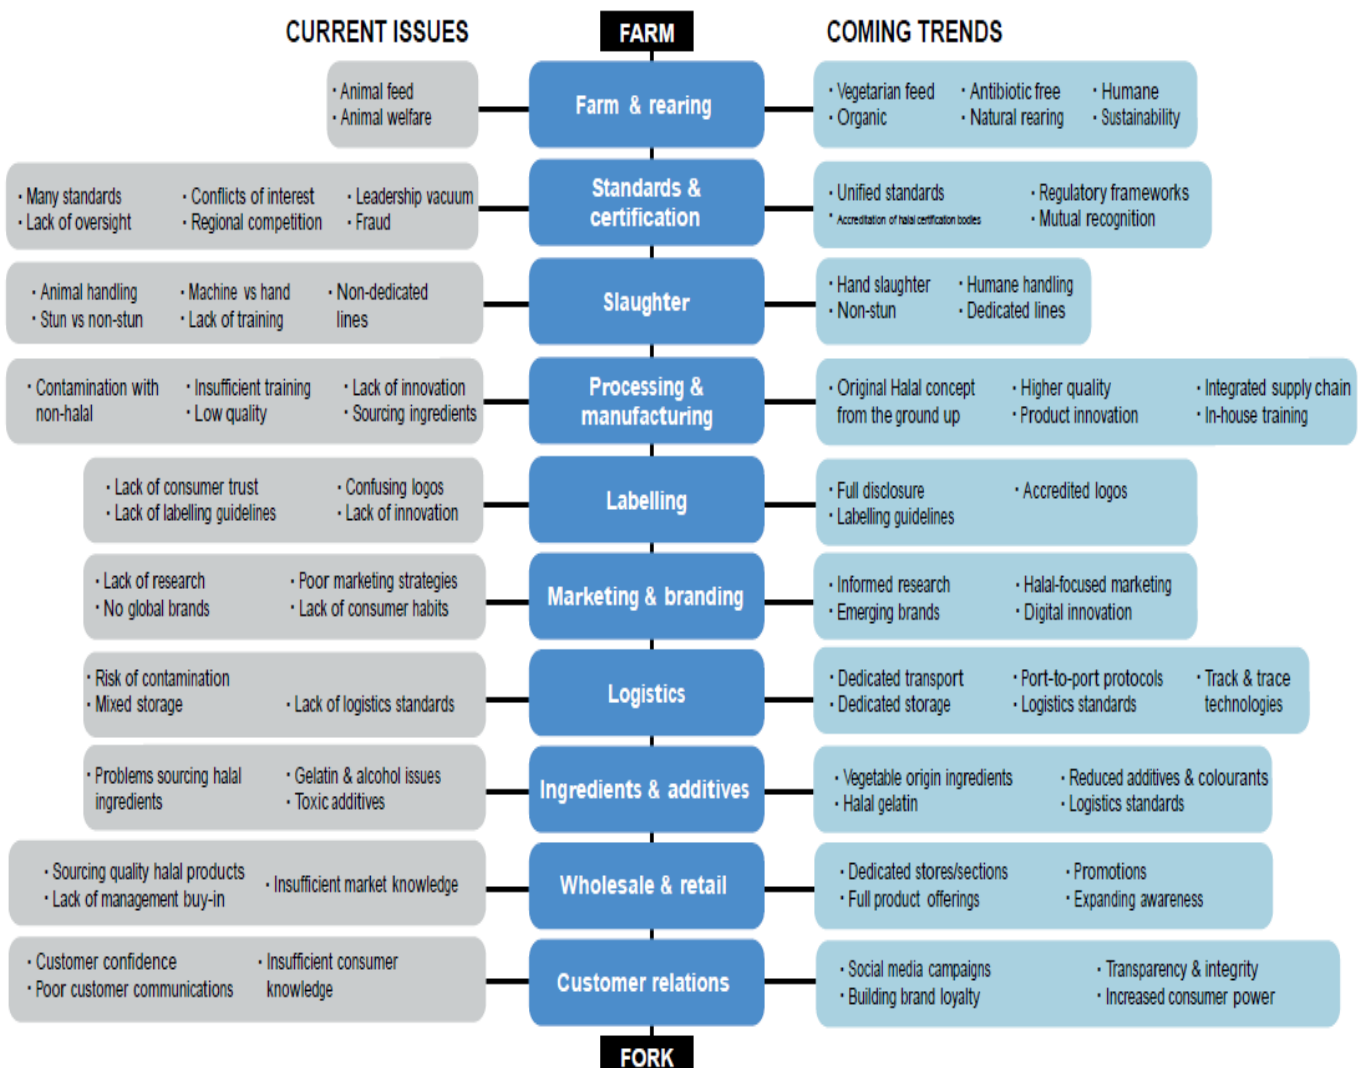 CURRENT ISSUES
FARM
COMING TRENDS
· Animal feed
· Animal welfare
Farm & rearing
· Vegetarian feed · Antibiotic free · Humane
· Organic · Natural rearing · Sustainability
· Many standards · Conflicts of interest · Leadership vacuum
· Lack of oversight · Regional competition · Fraud
Standards &
certification
· Unified standards · Regulatory frameworks
· Accreditation of halal certification bodies · Mutual recognition
· Animal handling · Machine vs hand · Non-dedicated
· Stun vs non-stun · Lack of training lines
Slaughter
· Hand slaughter · Humane handling
· Non-stun · Dedicated lines
· Contamination with · Insufficient training · Lack of innovation
non-halal · Low quality · Sourcing ingredients
Processing &
manufacturing
· Original Halal concept · Higher quality · Integrated supply chain
from the ground up · Product innovation · In-house training
· Lack of consumer trust · Confusing logos
· Lack of labelling guidelines · Lack of innovation
Labelling
· Full disclosure · Accredited logos
· Labelling guidelines
· Lack of research · Poor marketing strategies
· No global brands · Lack of consumer habits
Marketing & branding
· Informed research · Halal-focused marketing
· Emerging brands · Digital innovation
· Risk of contamination
· Mixed storage · Lack of logistics standards
Logistics
· Dedicated transport · Port-to-port protocols · Track & trace
· Dedicated storage · Logistics standards technologies
· Problems sourcing halal · Gelatin & alcohol issues
ingredients · Toxic additives
Ingredients & additives
· Vegetable origin ingredients · Reduced additives & colourants
· Halal gelatin · Logistics standards
· Sourcing quality halal products · Insufficient market knowledge
· Lack of management buy-in
Wholesale & retail
· Dedicated stores/sections · Promotions
· Full product offerings · Expanding awareness
· Customer confidence · Insufficient consumer
· Poor customer communications knowledge
Customer relations
· Social media campaigns · Transparency & integrity
· Building brand loyalty · Increased consumer power
FORK